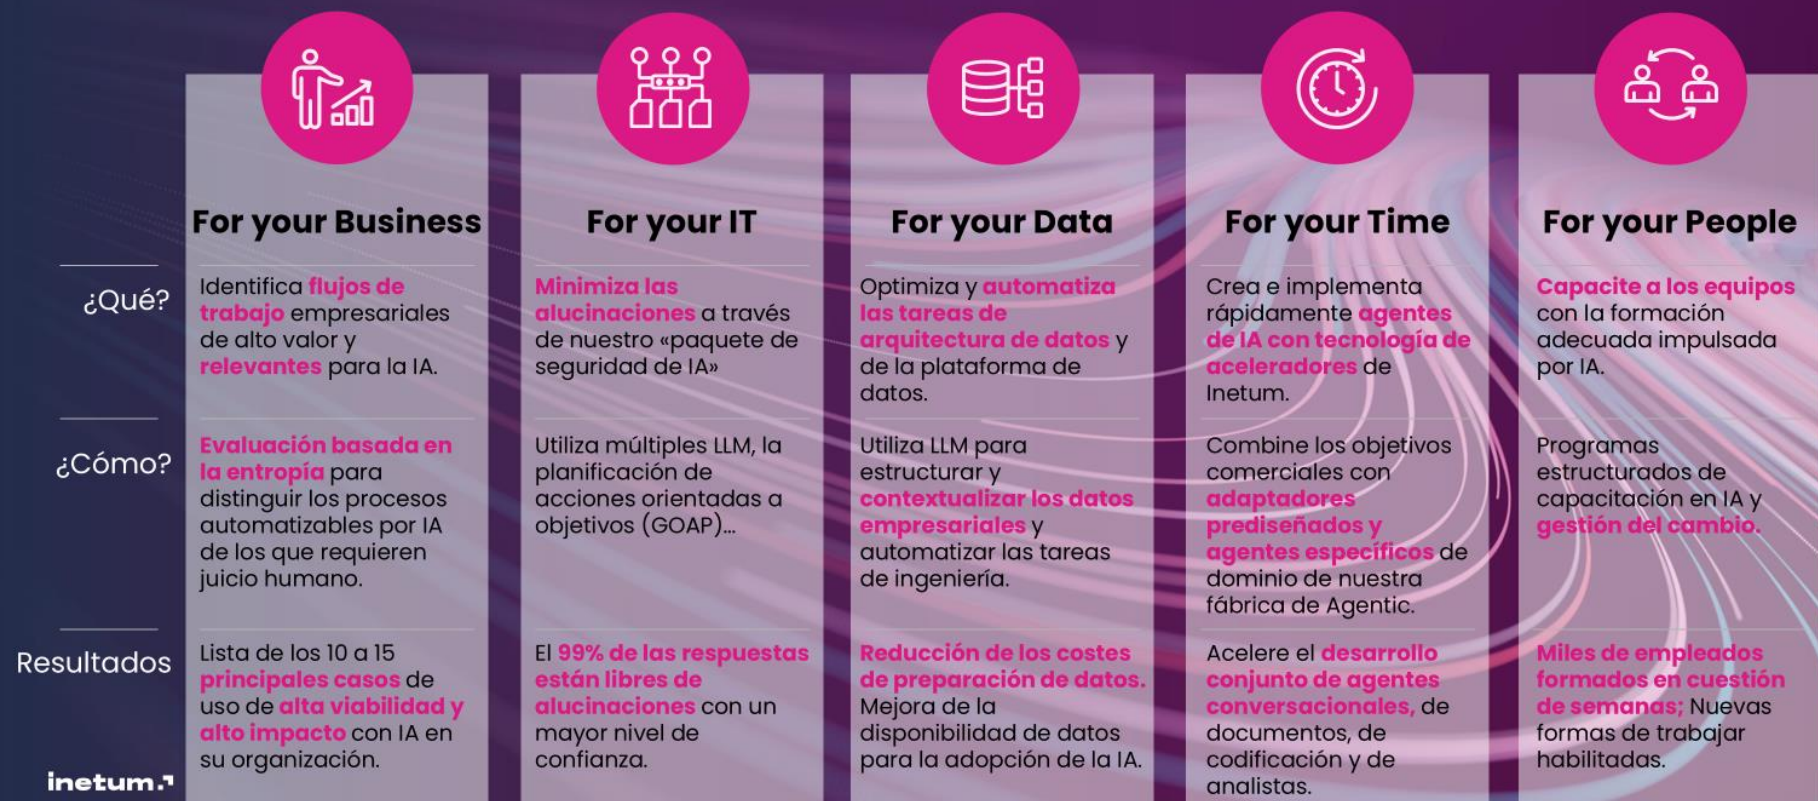 For your Business
For your IT
For your Data
For your Time
For your People
¿Qué?
Identifica flujos de
trabajo empresariales
de alto valor y
relevantes para la IA.
Minimiza las
alucinaciones a través
de nuestro «paquete de
seguridad de IA»
Optimiza y automatiza
las tareas de
arquitectura de datos y
de la plataforma de
datos.
Crea e implementa
rápidamente agentes
de IA con tecnología de
aceleradores de
Inetum.
Capacite a los equipos
con la formación
adecuada impulsada
por IA.
¿Cómo?
Evaluación basada en
la entropía para
distinguir los procesos
automatizables por IA
de los que requieren
juicio humano.
Utiliza múltiples LLM, la
planificación de
acciones orientadas a
objetivos (GOAP)...
Utiliza LLM para
estructurar y
contextualizar los datos
empresariales y
automatizar las tareas
de ingeniería.
Combine los objetivos
comerciales con
adaptadores
prediseñados y
agentes específicos de
dominio de nuestra
fábrica de Agentic.
Programas
estructurados de
capacitación en IA y
gestión del cambio.
Resultados
Lista de los 10 a 15
principales casos de
uso de alta viabilidad y
alto impacto con IA en
su organización.
El 99% de las respuestas
están libres de
alucinaciones con un
mayor nivel de
confianza.
Reducción de los costes
de preparación de datos.
Mejora de la
disponibilidad de datos
para la adopción de la IA.
Acelere el desarrollo
conjunto de agentes
conversacionales, de
documentos, de
codificación y de
analistas.
Miles de empleados
formados en cuestión
de semanas; Nuevas
formas de trabajar
habilitadas.
inetum.